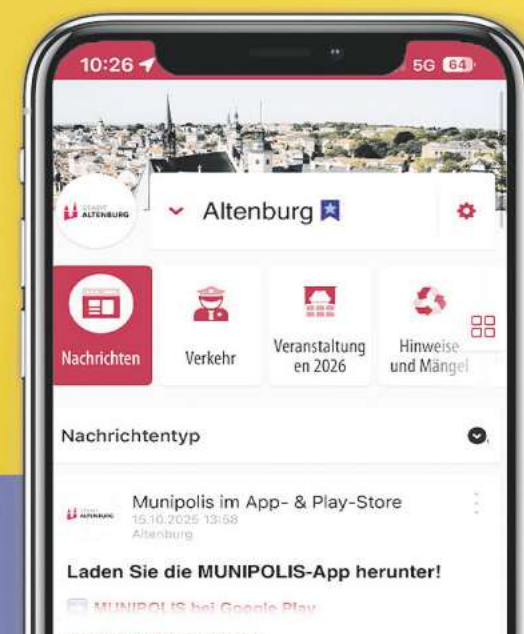 10:26
5G 64
STADT
ALTENBURG
Altenburg
Nachrichten
Verkehr
Veranstaltung
en 2026
Hinweise
und Mängel
Nachrichtentyp
ALTENBURG
Munipolis im App- & Play-Store
15.10.2025 13:58
Altenburg
Laden Sie die MUNIPOLIS-App herunter!
MUNIPOLIS bei Google Play